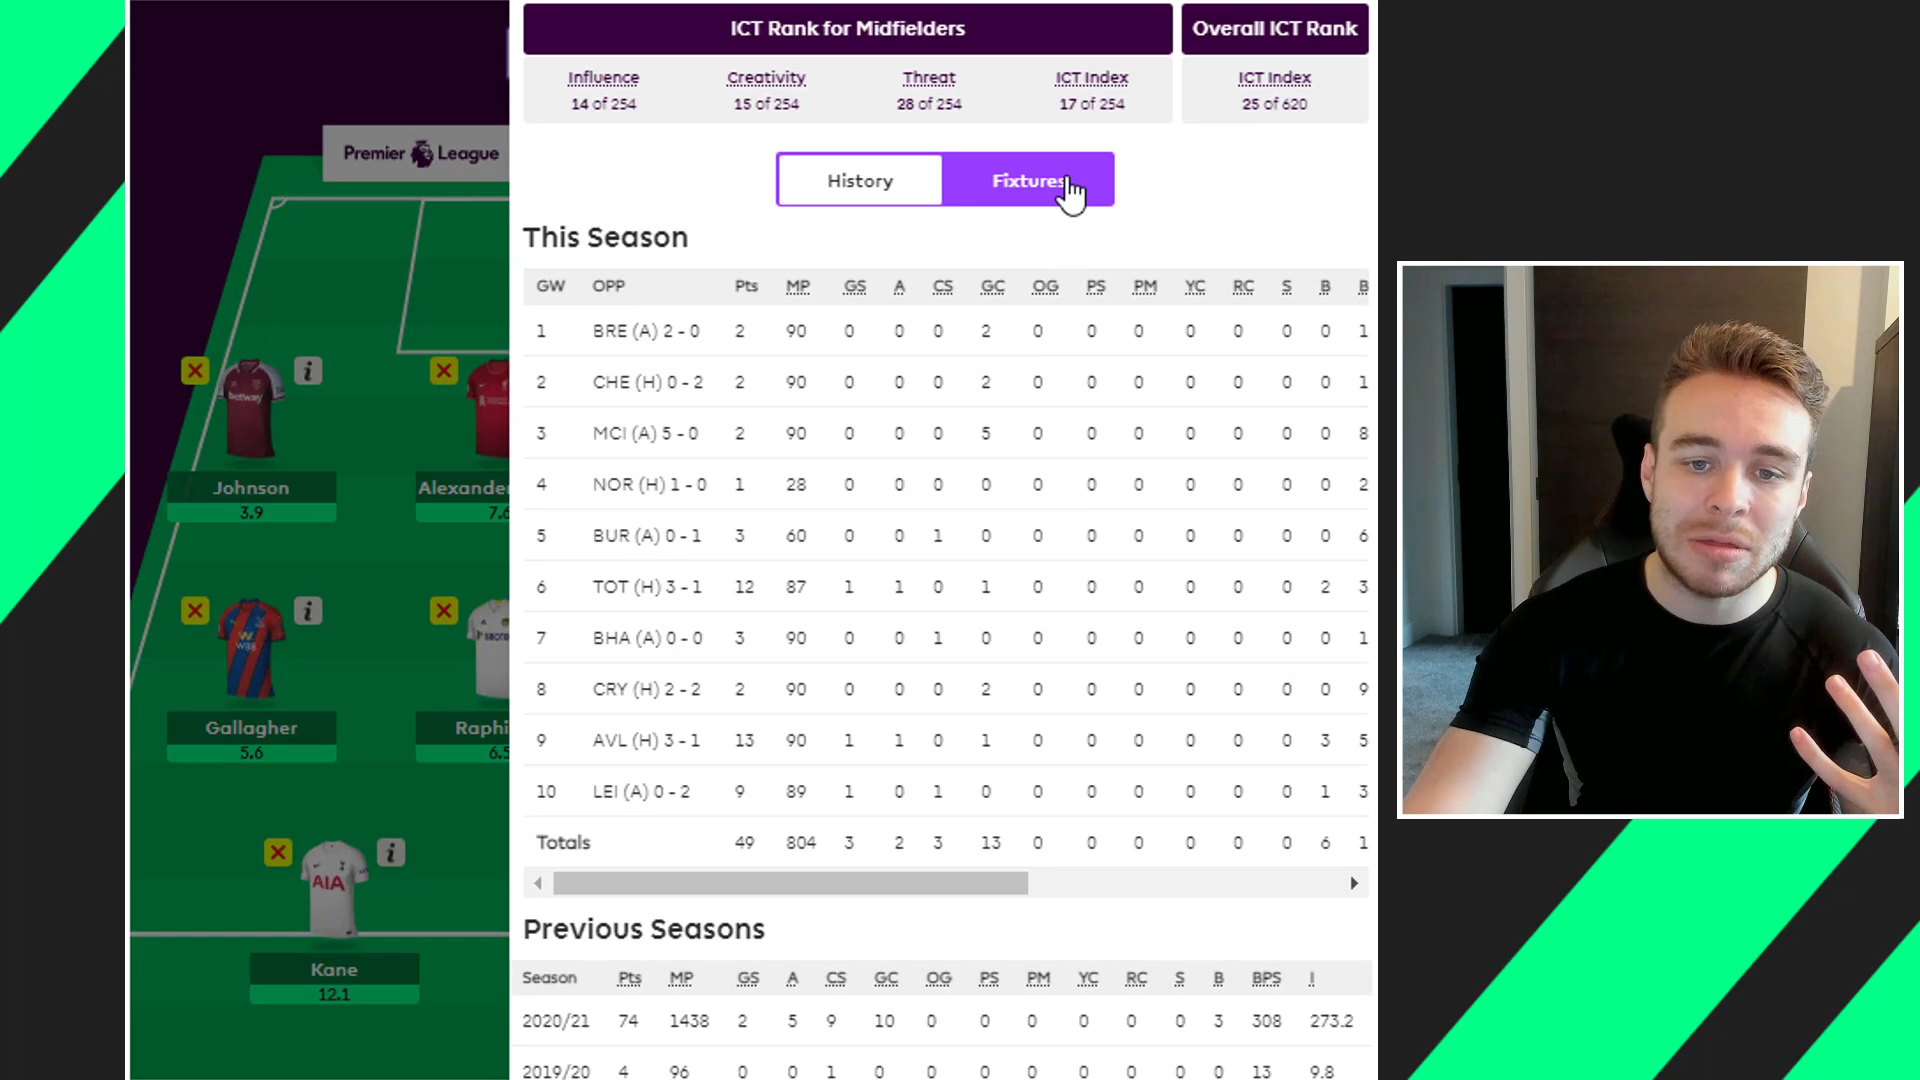 ICT Rank for Midfielders Overall ICT Rank
Influence Creativity Threat ICT Index ICT Index
14 of 254 15 of 254 28 of 254 17 of 254 25 of 620
Premier League
History Fixtures
This Season
GW OPP Pts MP GS A CS GC OG PS PM YC RC S B B
1 BRE (A) 2 - 0 2 90 0 0 0 2 0 0 0 0 0 0 0 1
2 CHE (H) 0 - 2 2 90 0 0 0 2 0 0 0 0 0 0 0 1
3 MCI (A) 5 - 0 2 90 0 0 0 5 0 0 0 0 0 0 0 8
4 NOR (H) 1 - 0 1 28 0 0 0 0 0 0 0 0 0 0 0 2
5 BUR (A) 0 - 1 3 60 0 0 1 0 0 0 0 0 0 0 0 6
6 TOT (H) 3 - 1 12 87 1 1 0 1 0 0 0 0 0 0 2 3
7 BHA (A) 0 - 0 3 90 0 0 1 0 0 0 0 0 0 0 0 1
8 CRY (H) 2 - 2 2 90 0 0 0 2 0 0 0 0 0 0 0 9
9 AVL (H) 3 - 1 13 90 1 1 0 1 0 0 0 0 0 0 3 5
10 LEI (A) 0 - 2 9 89 1 0 1 0 0 0 0 0 0 0 1 3
Totals 49 804 3 2 3 13 0 0 0 0 0 0 6 1
Previous Seasons
Season Pts MP GS A CS GC OG PS PM YC RC S B BPS I
2020/21 74 1438 2 5 9 10 0 0 0 0 0 0 3 308 273.2
2019/20 4 96 0 0 1 0 0 0 0 0 0 0 0 13 9.8
betway
Johnson
3.9
Alexande
7.6
W88
Gallagher
5.6
Raphi
6.5
AIA
Kane
12.1